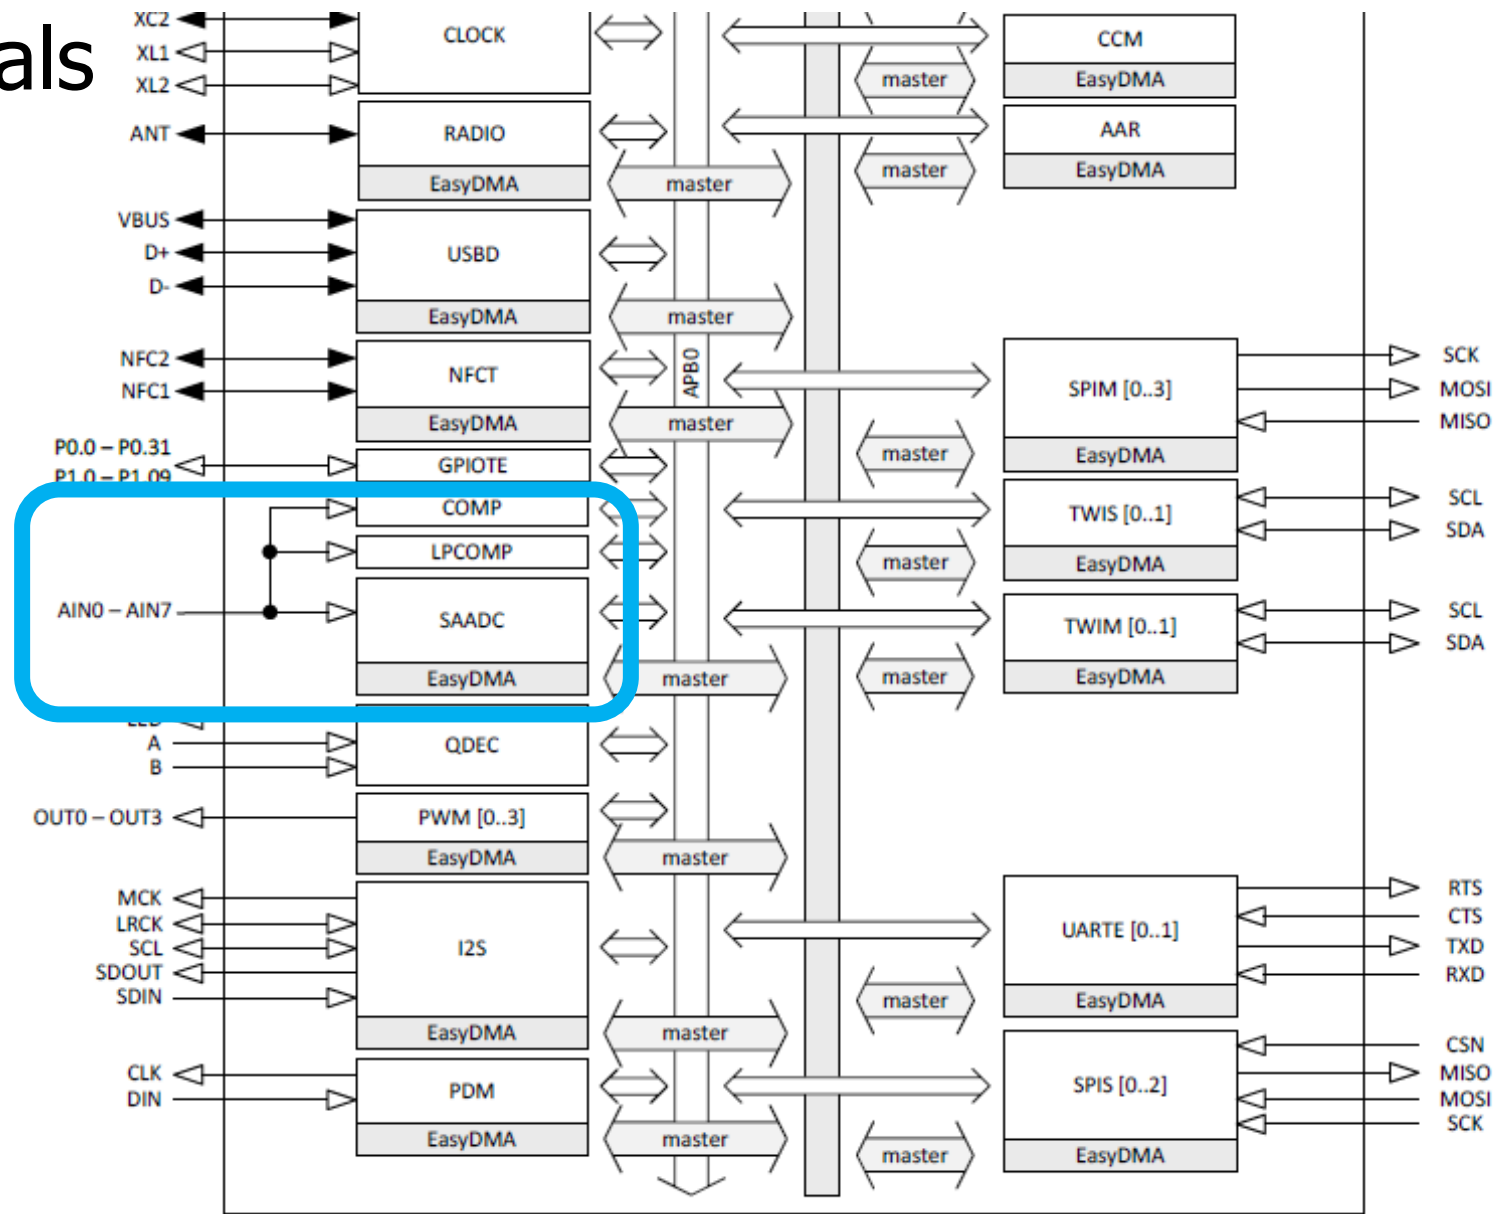 als
XC2
XL1
XL2
CLOCK
ANT
RADIO
EasyDMA
master
VBUS
D+
D-
USBD
EasyDMA
master
NFC2
NFC1
NFCT
EasyDMA
master
P0.0 – P0.31
P1.0 – P1.09
GPIOTE
COMP
LPCOMP
AIN0 – AIN7
SAADC
EasyDMA
master
LED
A
B
QDEC
OUT0 – OUT3
PWM [0..3]
EasyDMA
master
MCK
LRCK
SCL
SDOUT
SDIN
I2S
EasyDMA
master
CLK
DIN
PDM
EasyDMA
master
APB0
CCM
master
EasyDMA
AAR
master
EasyDMA
SPIM [0..3]
master
EasyDMA
SCK
MOSI
MISO
TWIS [0..1]
master
EasyDMA
SCL
SDA
TWIM [0..1]
master
EasyDMA
SCL
SDA
UARTE [0..1]
master
EasyDMA
RTS
CTS
TXD
RXD
SPIS [0..2]
master
EasyDMA
CSN
MISO
MOSI
SCK